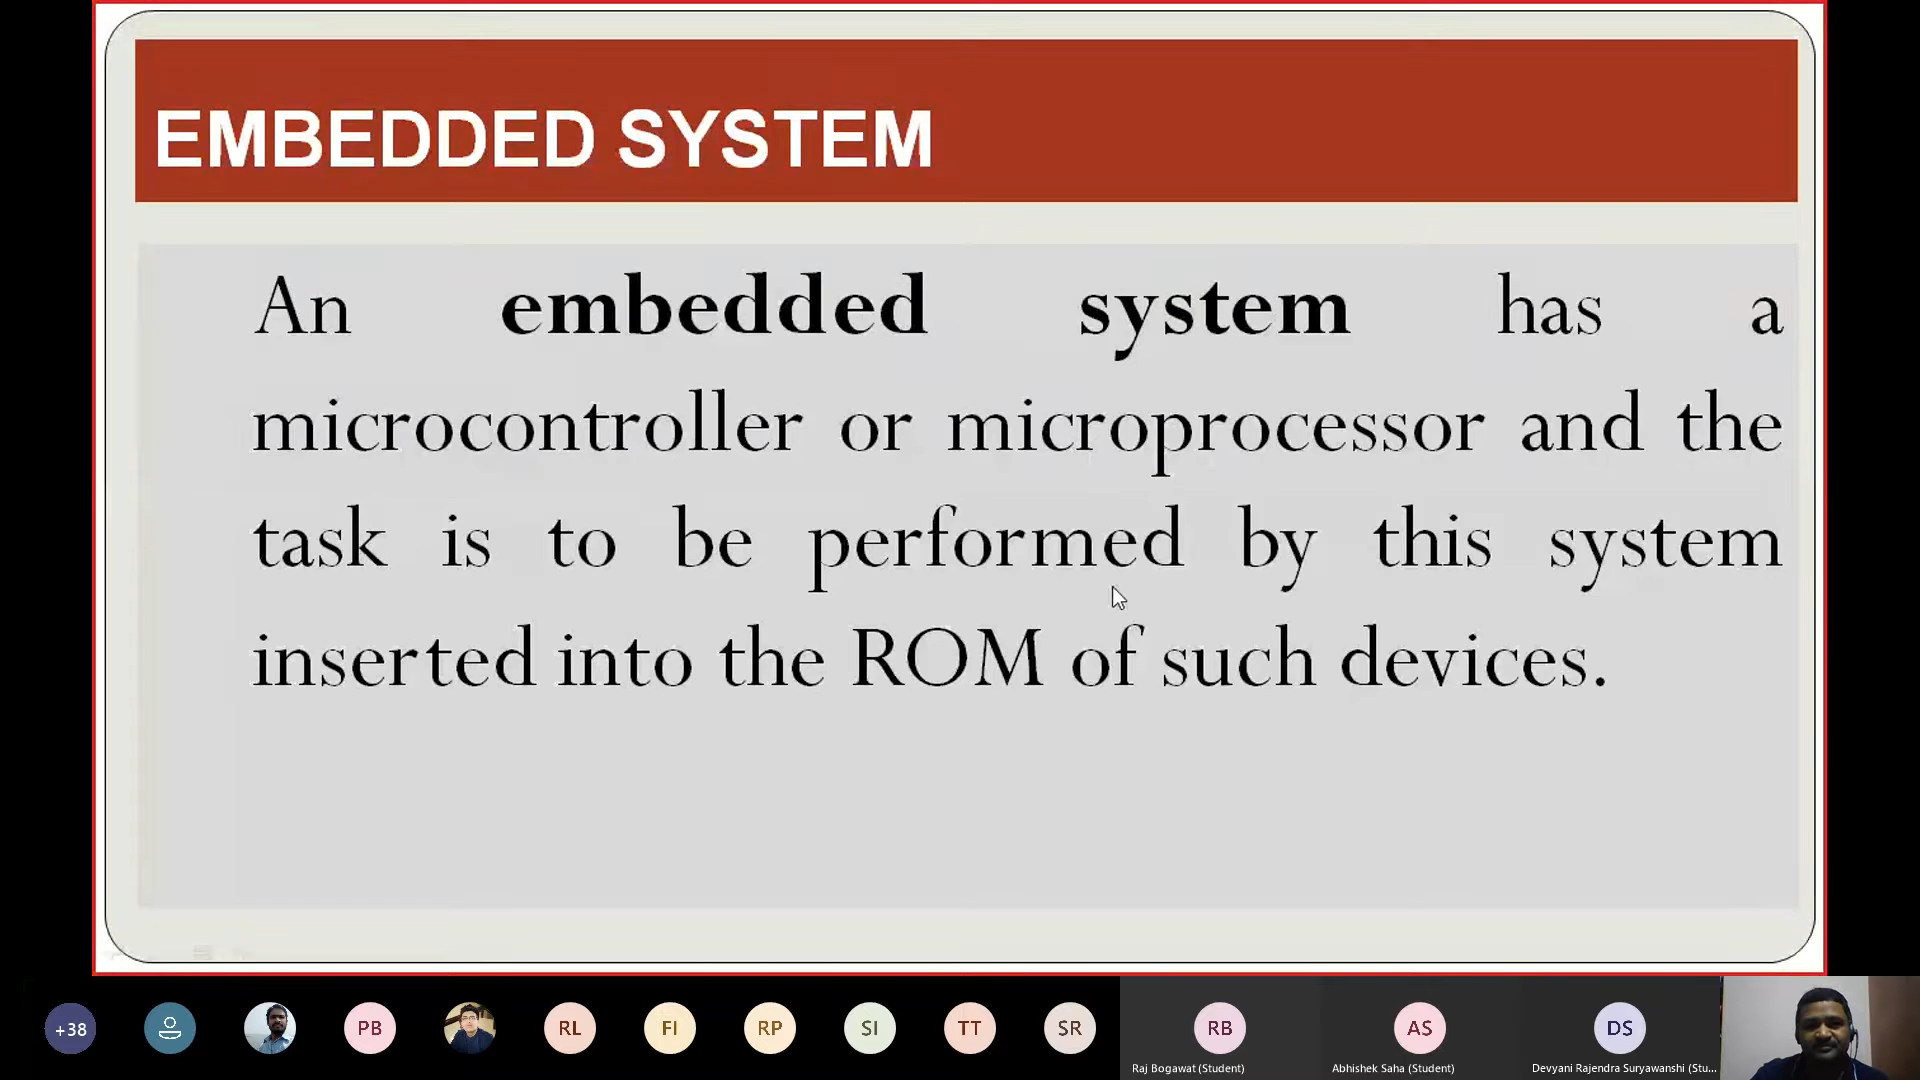 EMBEDDED SYSTEM
An embedded system has a
microcontroller or microprocessor and the
task is to be performed by this system
inserted into the ROM of such devices.
+38
PB
RL
FI
RP
SI
TT
SR
RB
AS
DS
Raj Bogawat (Student)
Abhishek Saha (Student)
Devyani Rajendra Suryawanshi (Stu...